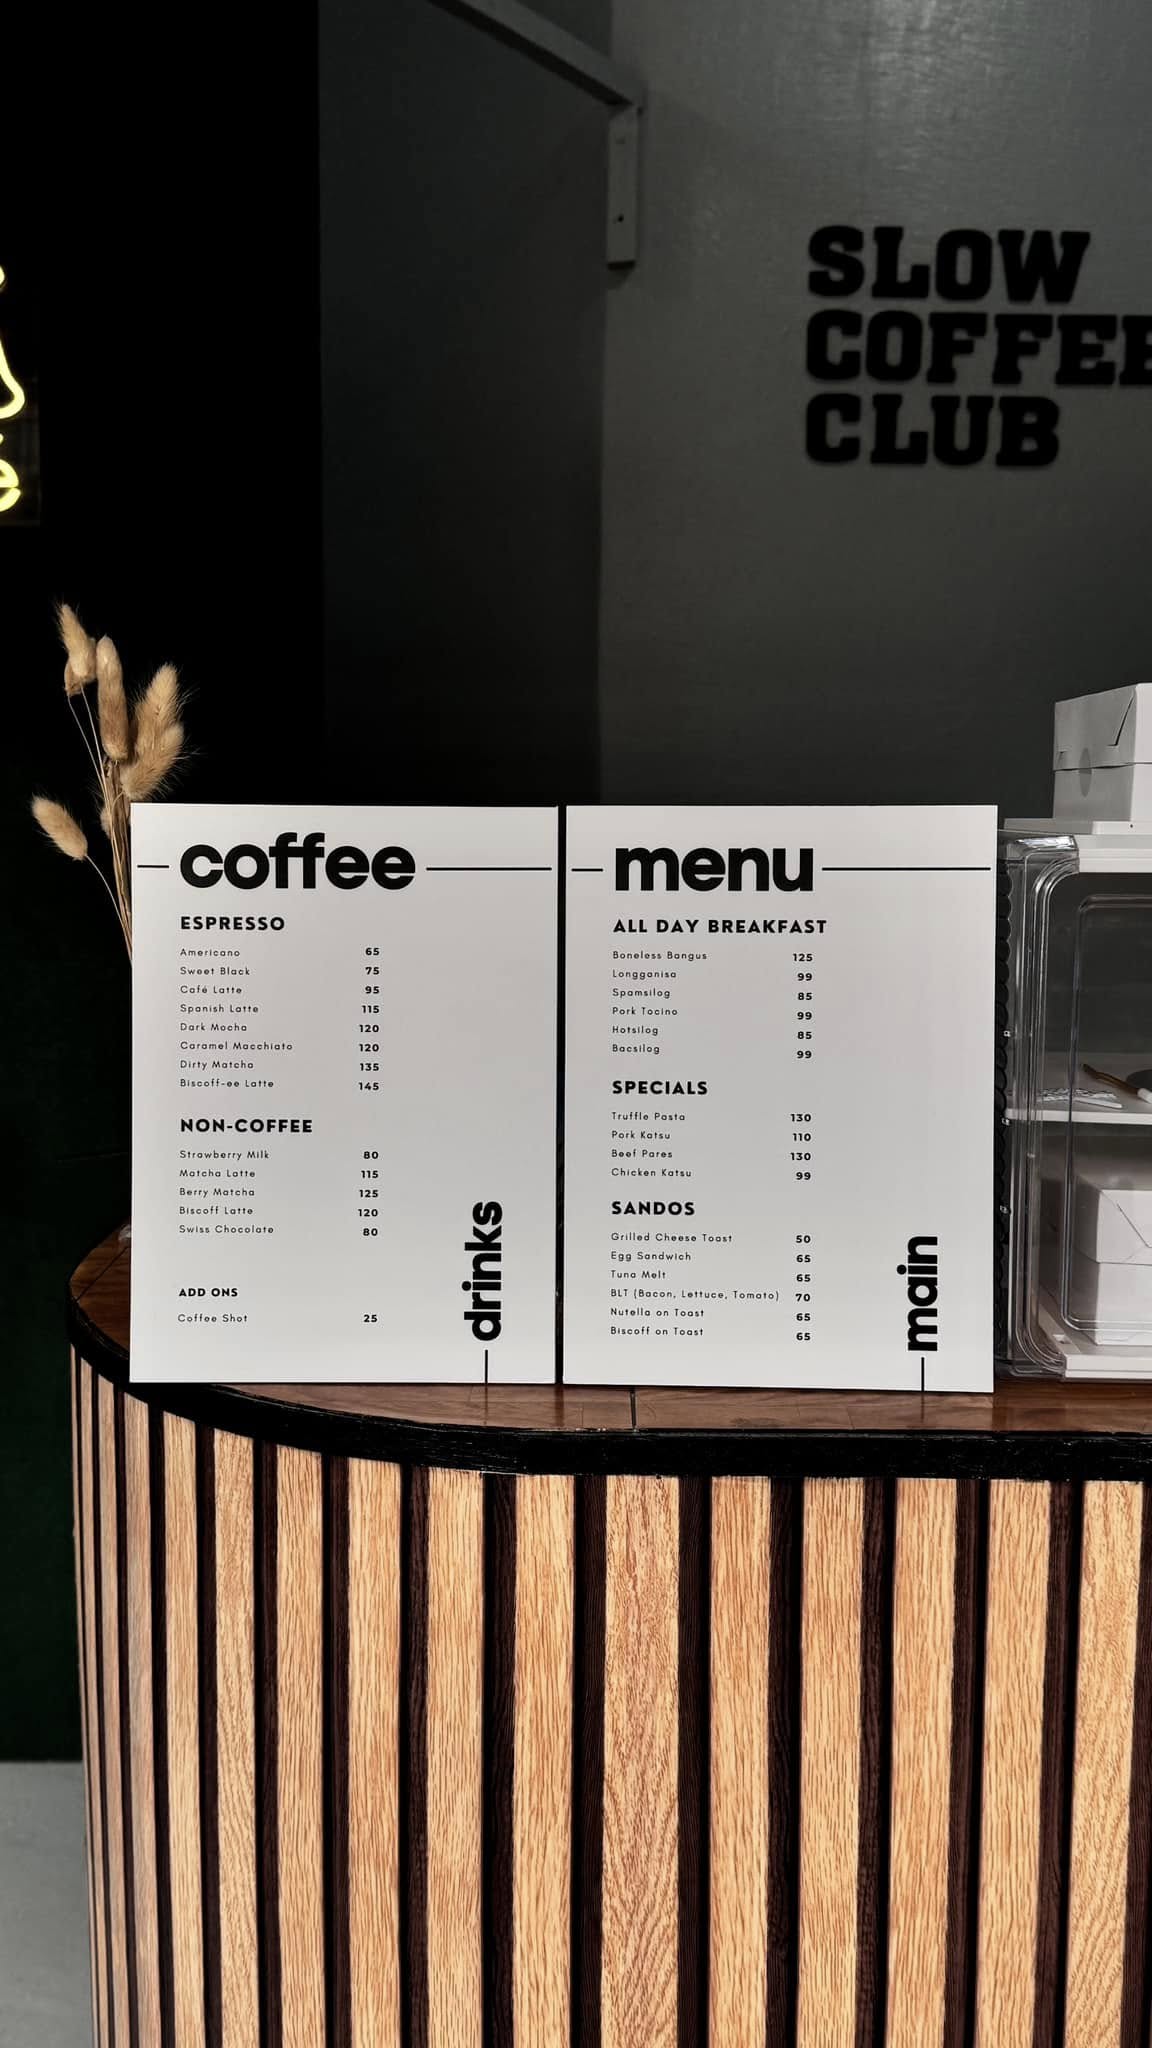 SLOW
COFFEE
CLUB
coffee
ESPRESSO
Americano 65
Sweet Black 75
Café Latte 95
Spanish Latte 115
Dark Mocha 120
Caramel Macchiato 120
Dirty Matcha 135
Biscoff-ee Latte 145
NON-COFFEE
Strawberry Milk 80
Matcha Latte 115
Berry Matcha 125
Biscoff Latte 120
Swiss Chocolate 80
ADD ONS
Coffee Shot 25
drinks
menu
ALL DAY BREAKFAST
Boneless Bangus 125
Longganisa 99
Spamsilog 85
Pork Tocino 99
Hotsilog 85
Bacsilog 99
SPECIALS
Truffle Pasta 130
Pork Katsu 110
Beef Pares 130
Chicken Katsu 99
SANDOS
Grilled Cheese Toast 50
Egg Sandwich 65
Tuna Melt 65
BLT (Bacon, Lettuce, Tomato) 70
Nutella on Toast 65
Biscoff on Toast 65
main